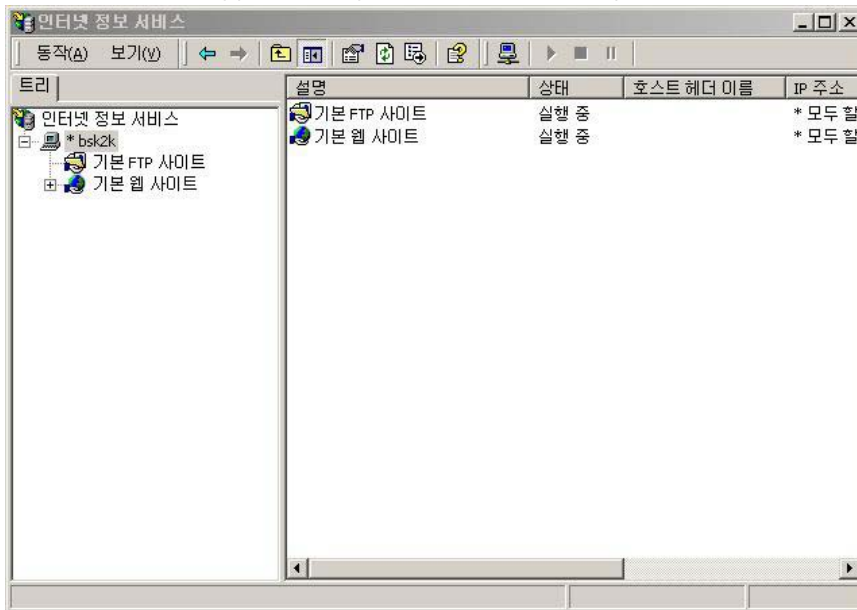 인터넷 정보 서비스
동작(A) 보기(V)
트리
인터넷 정보 서비스
* bsk2k
기본 FTP 사이트
기본 웹 사이트
설명 상태 호스트 헤더 이름 IP 주소
기본 FTP 사이트 실행 중 * 모두 할
기본 웹 사이트 실행 중 * 모두 할